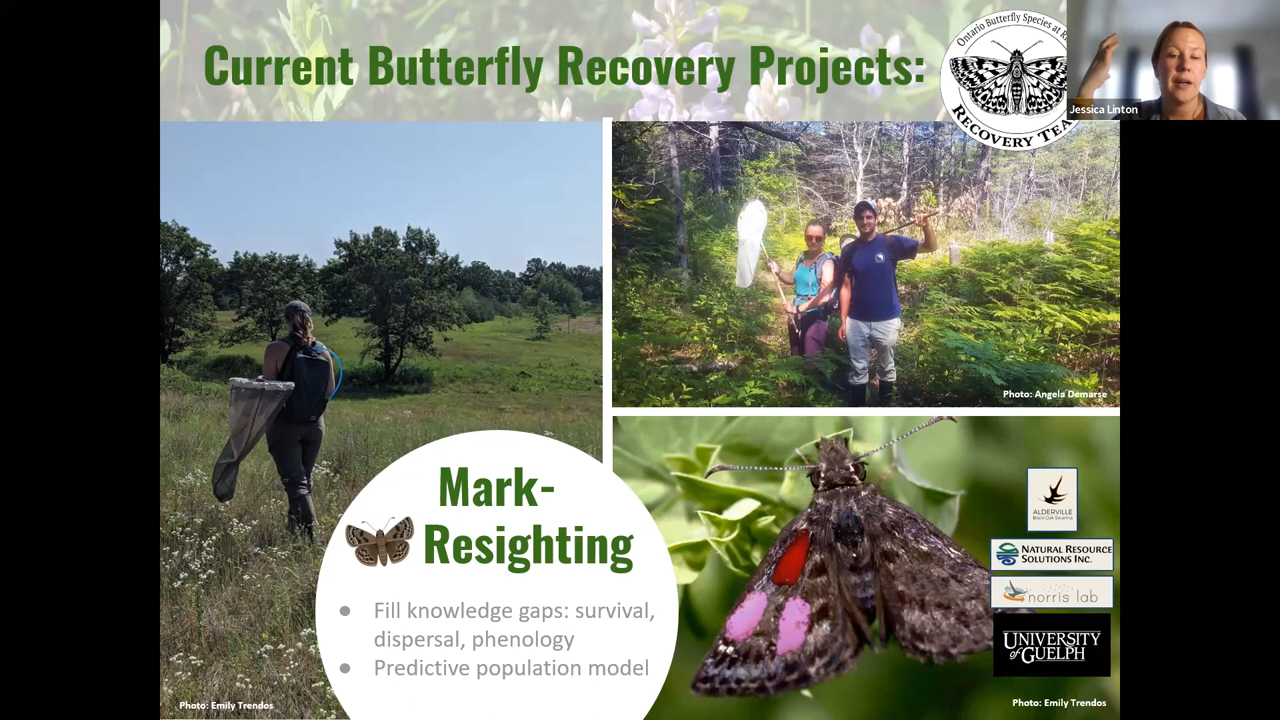 Current Butterfly Recovery Projects:
Ontario Butterfly Species at R
RECOVERY TEA
Jessica Linton
Photo: Angela Demarse
Mark-
Resighting
● Fill knowledge gaps: survival,
dispersal, phenology
● Predictive population model
Photo: Emily Trendos
ALDERVILLE
Black Oak Savanna
NATURAL RESOURCE
SOLUTIONS INC.
norris lab
UNIVERSITY
of GUELPH
Photo: Emily Trendos